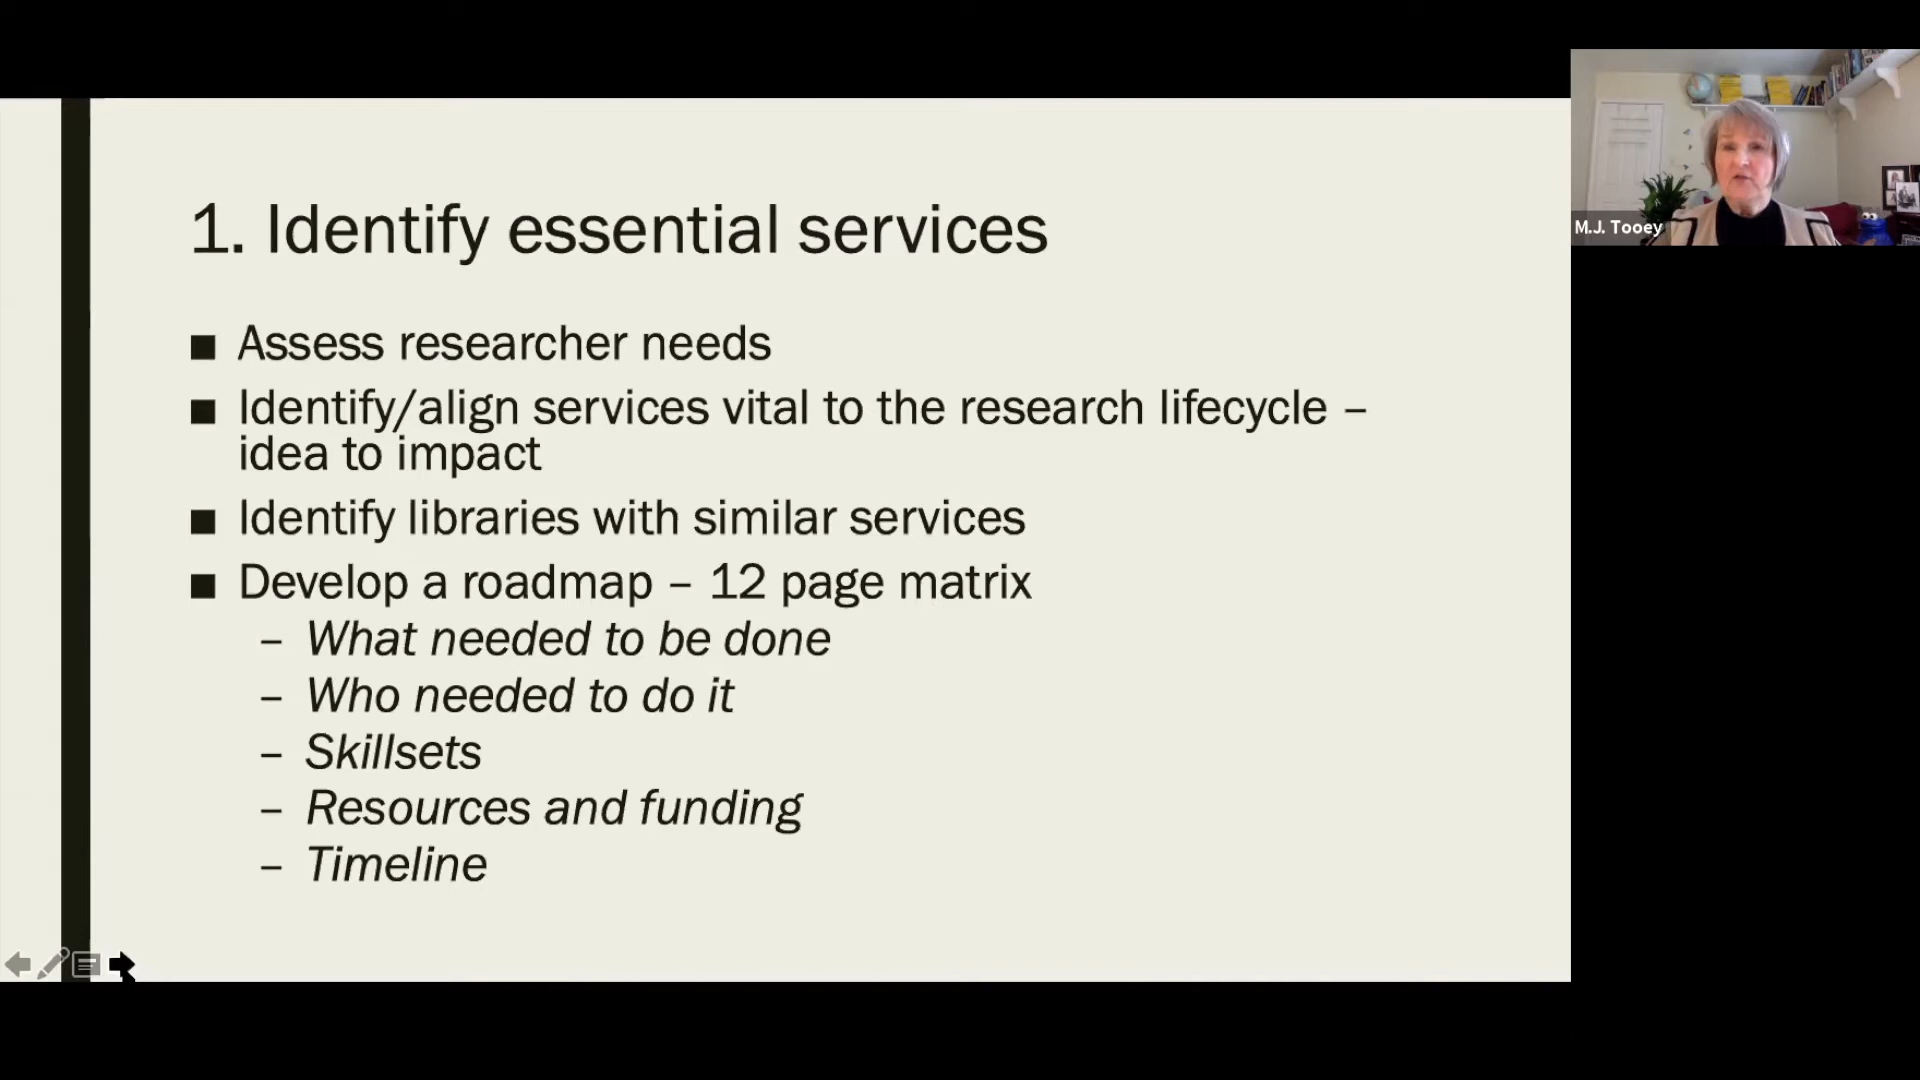 1. Identify essential services
■ Assess researcher needs
■ Identify/align services vital to the research lifecycle –
idea to impact
■ Identify libraries with similar services
■ Develop a roadmap – 12 page matrix
– What needed to be done
– Who needed to do it
– Skillsets
– Resources and funding
– Timeline
M.J. Tooey